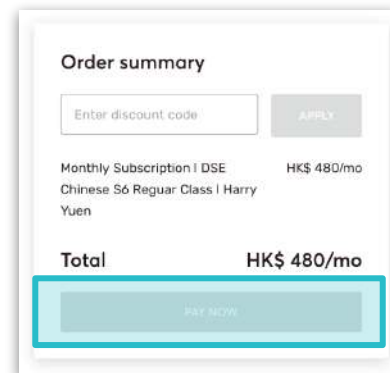 Order summary
Enter discount code
APPLY
Monthly Subscription I DSE HK$ 480/mo
Chinese S6 Reguar Class I Harry
Yuen
Total HK$ 480/mo
PAY NOW